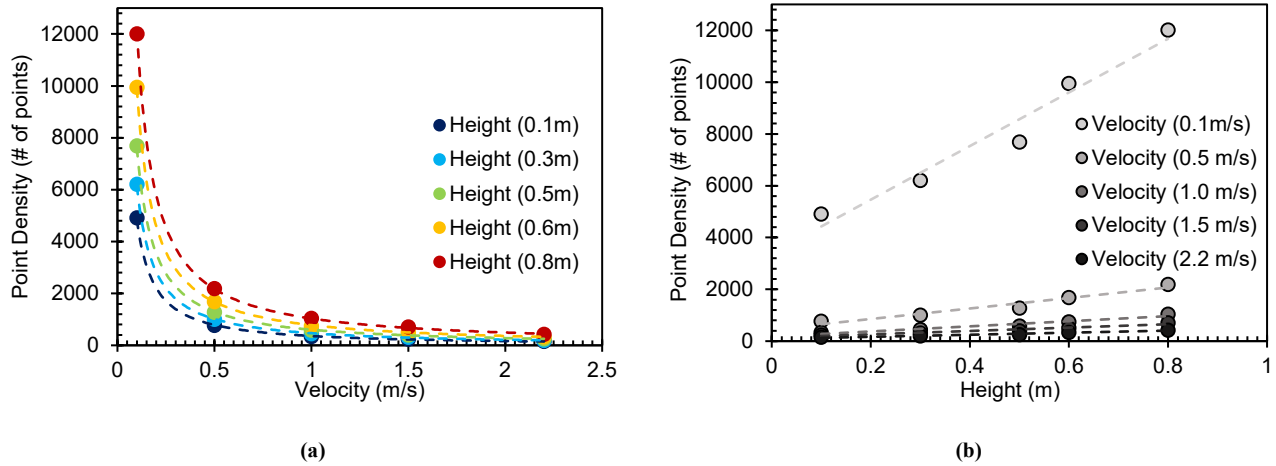 Point Density (# of points)
12000
10000
8000
6000
4000
2000
0
0 0.5 1 1.5 2 2.5
Velocity (m/s)
Height (0.1m)
Height (0.3m)
Height (0.5m)
Height (0.6m)
Height (0.8m)
(a)
Point Density (# of points)
12000
10000
8000
6000
4000
2000
0
0 0.2 0.4 0.6 0.8 1
Height (m)
Velocity (0.1m/s)
Velocity (0.5 m/s)
Velocity (1.0 m/s)
Velocity (1.5 m/s)
Velocity (2.2 m/s)
(b)